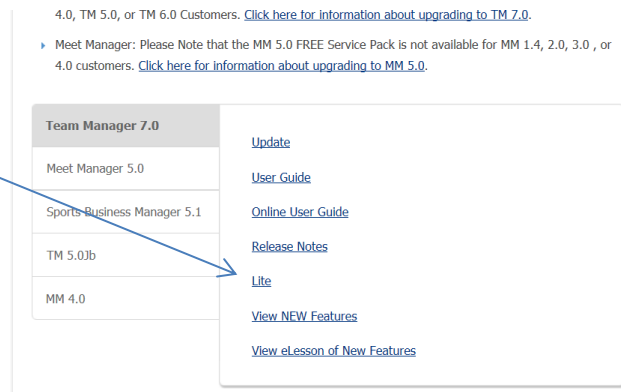 4.0, TM 5.0, or TM 6.0 Customers. Click here for information about upgrading to TM 7.0.
Meet Manager: Please Note that the MM 5.0 FREE Service Pack is not available for MM 1.4, 2.0, 3.0 , or
4.0 customers. Click here for information about upgrading to MM 5.0.
Team Manager 7.0
Meet Manager 5.0
Sports Business Manager 5.1
TM 5.0Jb
MM 4.0
Update
User Guide
Online User Guide
Release Notes
Lite
View NEW Features
View eLesson of New Features